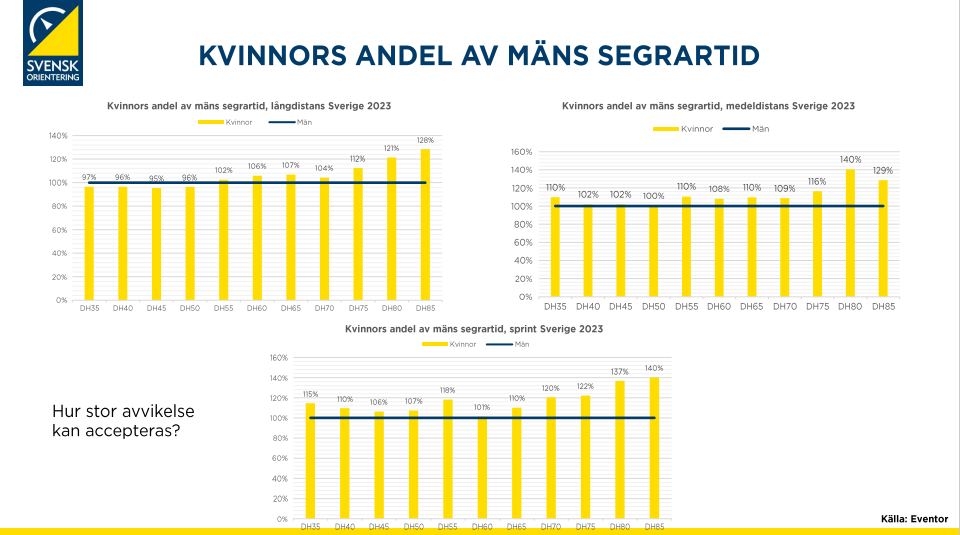 SVENSK
ORIENTERING
KVINNORS ANDEL AV MÄNS SEGRARTID
Kvinnors andel av mäns segrartid, långdistans Sverige 2023
Kvinnor Män
140%
120%
100%
80%
60%
40%
20%
0%
97% 96% 95% 96% 102% 106% 107% 104% 112% 121% 128%
DH35 DH40 DH45 DH50 DH55 DH60 DH65 DH70 DH75 DH80 DH85
Kvinnors andel av mäns segrartid, medeldistans Sverige 2023
Kvinnor Män
160%
140%
120%
100%
80%
60%
40%
20%
0%
110% 102% 102% 100% 110% 108% 110% 109% 116% 140% 129%
DH35 DH40 DH45 DH50 DH55 DH60 DH65 DH70 DH75 DH80 DH85
Kvinnors andel av mäns segrartid, sprint Sverige 2023
Kvinnor Män
160%
140%
120%
100%
80%
60%
40%
20%
0%
115% 110% 106% 107% 118% 101% 110% 120% 122% 137% 140%
DH35 DH40 DH45 DH50 DH55 DH60 DH65 DH70 DH75 DH80 DH85
Hur stor avvikelse
kan accepteras?
Källa: Eventor